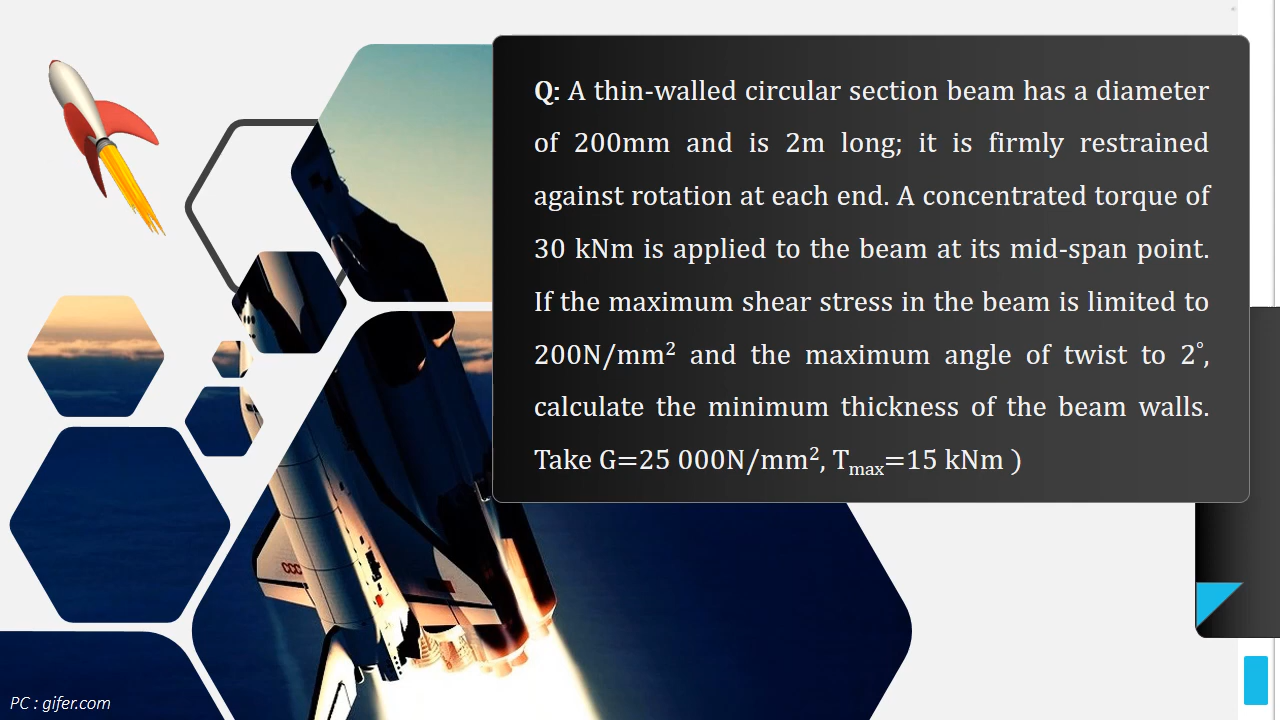 Q: A thin-walled circular section beam has a diameter
of 200mm and is 2m long; it is firmly restrained
against rotation at each end. A concentrated torque of
30 kNm is applied to the beam at its mid-span point.
If the maximum shear stress in the beam is limited to
200N/mm² and the maximum angle of twist to 2°,
calculate the minimum thickness of the beam walls.
Take G=25 000N/mm², Tmax=15 kNm )
PC : gifer.com